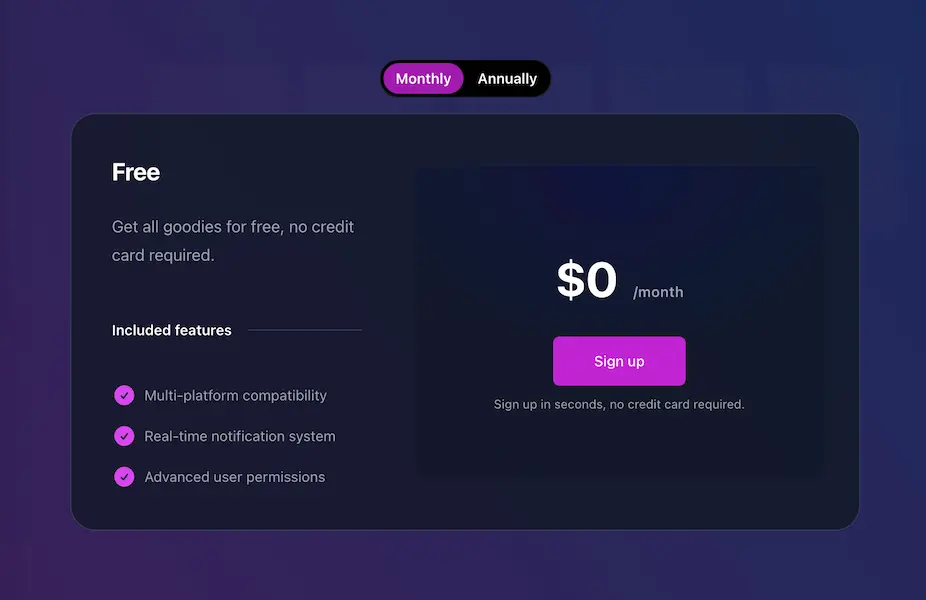 Monthly Annually
Free
Get all goodies for free, no credit
card required.
Included features
Multi-platform compatibility
Real-time notification system
Advanced user permissions
$0 /month
Sign up
Sign up in seconds, no credit card required.